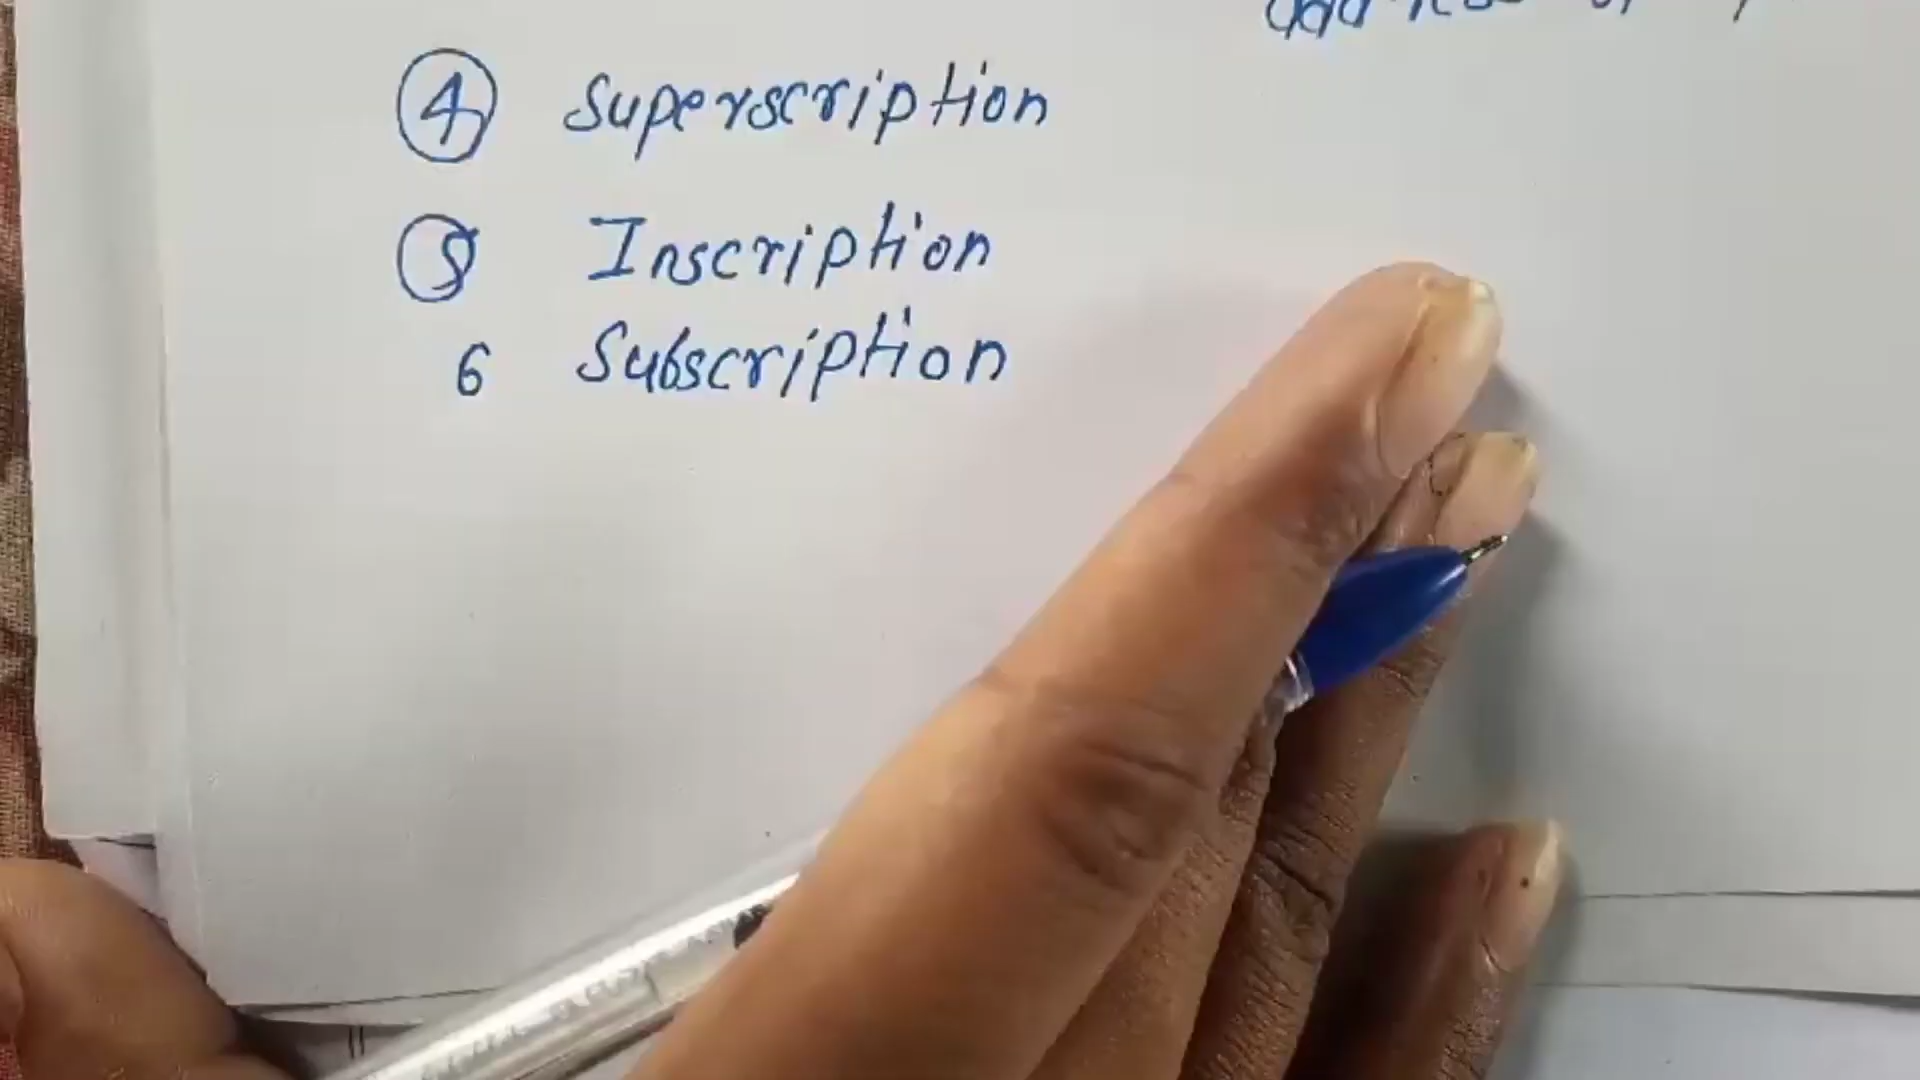 ④ Superscription
⑤ Inscription
6 Subscription